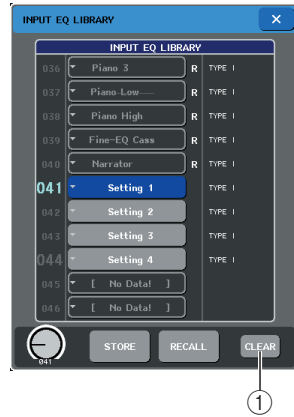 INPUT EQ LIBRARY ×
INPUT EQ LIBRARY
036 Piano 3 R TYPE I
037 Piano Low R TYPE I
038 Piano High R TYPE I
039 Fine-EQ Cass R TYPE I
040 Narrator R TYPE I
041 Setting 1 TYPE I
042 Setting 2 TYPE I
043 Setting 3 TYPE I
044 Setting 4 TYPE I
045 [ No Data! ]
046 [ No Data! ]
041 STORE RECALL CLEAR
1